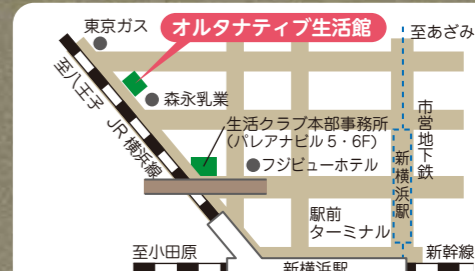 東京ガス
オルタナティブ生活館
至あざみ
至八王子
JR横浜線
森永乳業
生活クラブ本部事務所
(パレアナビル5・6F)
フジビューホテル
市営地下鉄
新横浜駅
駅前
ターミナル
至小田原
新横浜駅
新幹線